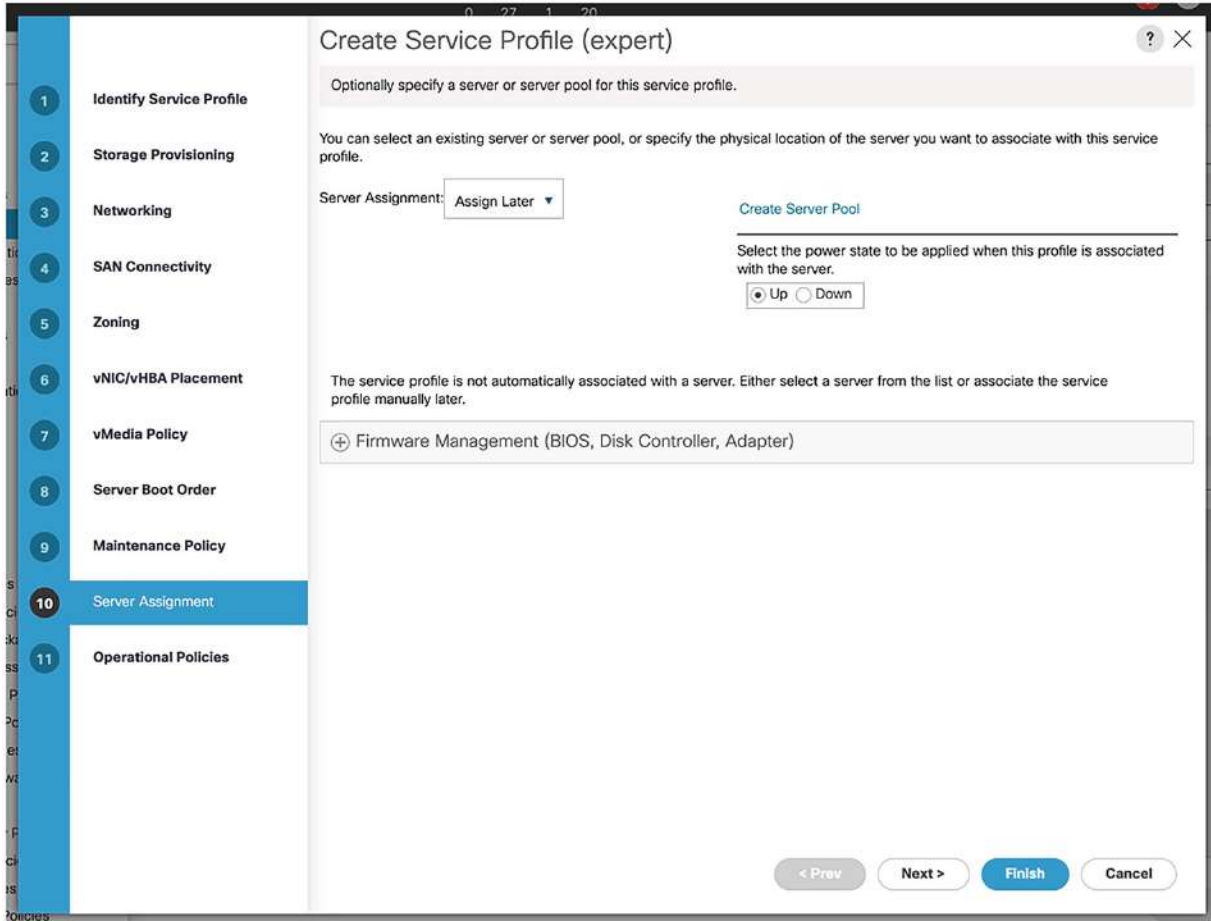 0 27 1 20
Create Service Profile (expert)
?
Optionally specify a server or server pool for this service profile.
1 Identify Service Profile
2 Storage Provisioning
3 Networking
4 SAN Connectivity
5 Zoning
6 vNIC/vHBA Placement
7 vMedia Policy
8 Server Boot Order
9 Maintenance Policy
10 Server Assignment
11 Operational Policies
You can select an existing server or server pool, or specify the physical location of the server you want to associate with this service
profile.
Server Assignment: Assign Later
Create Server Pool
Select the power state to be applied when this profile is associated
with the server.
Up Down
The service profile is not automatically associated with a server. Either select a server from the list or associate the service
profile manually later.
Firmware Management (BIOS, Disk Controller, Adapter)
< Prev Next > Finish Cancel
Policies